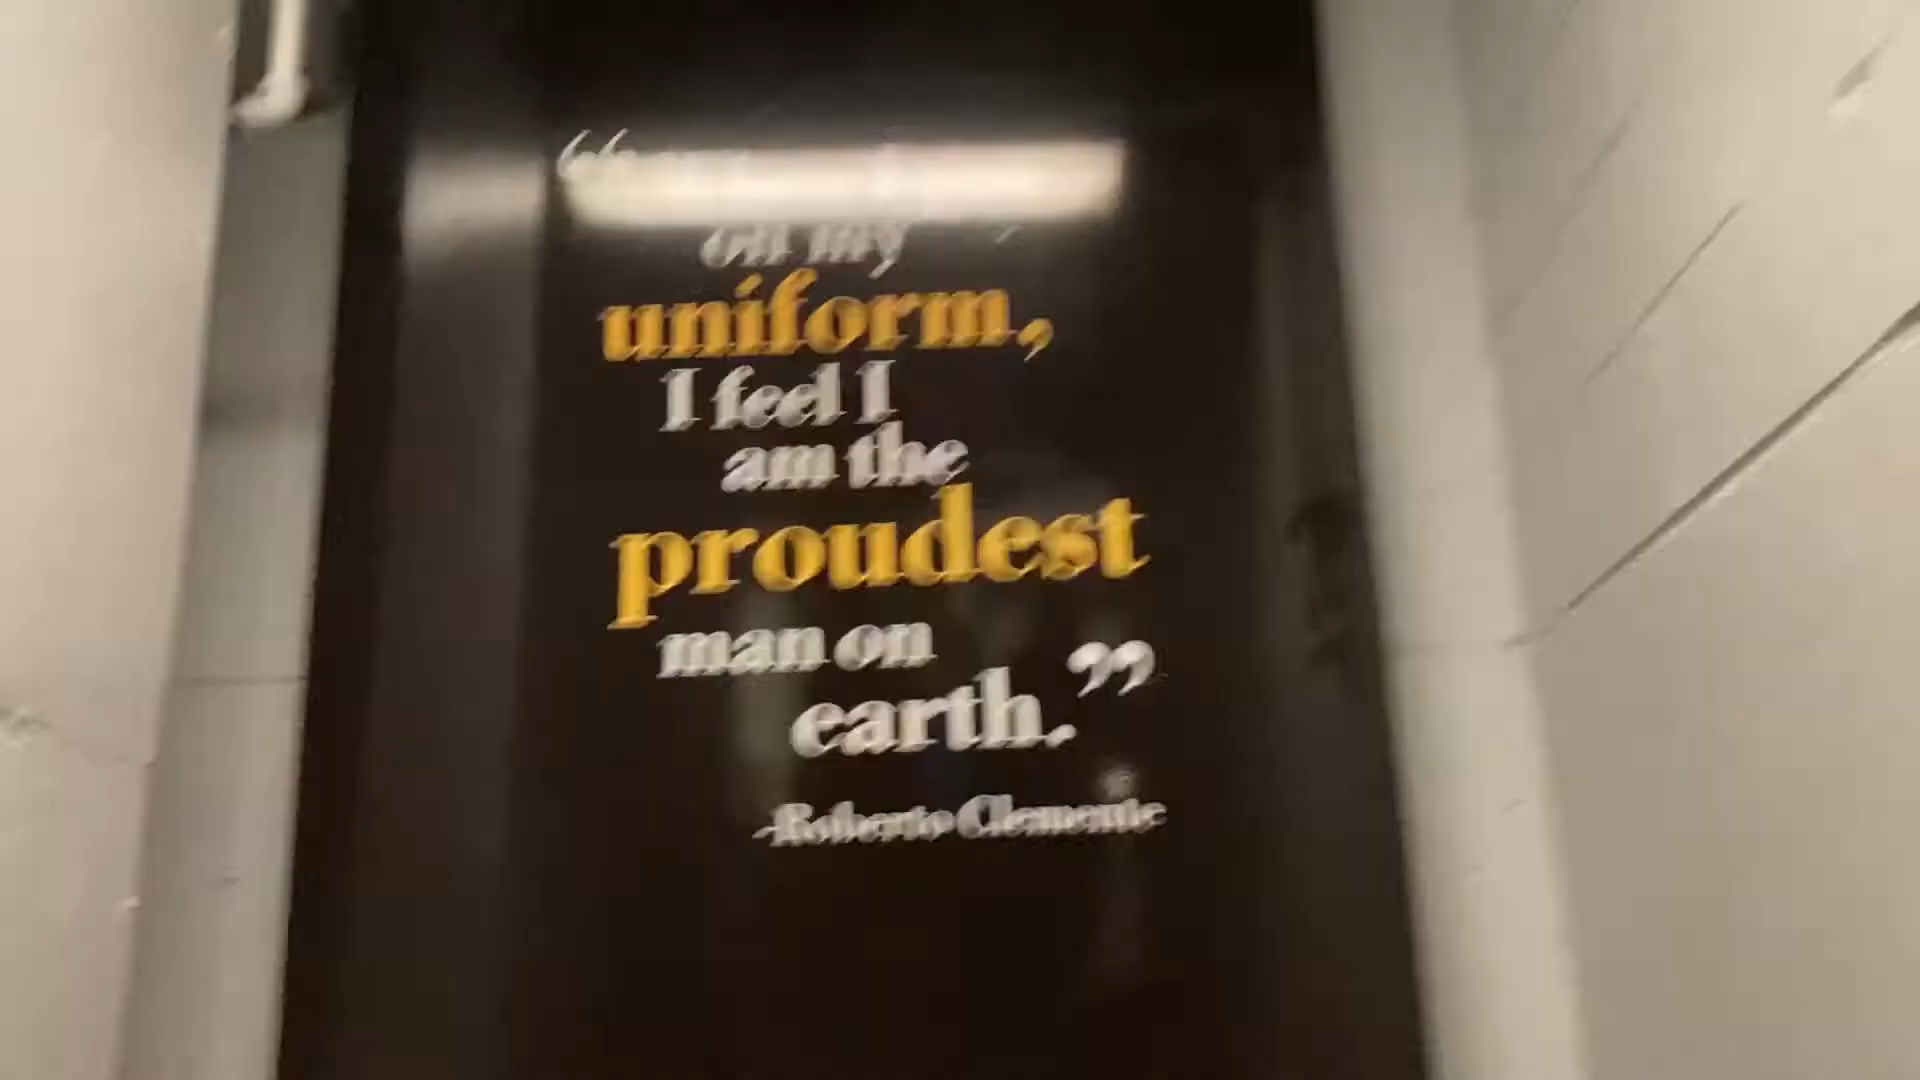 “
on my
uniform,
I feel I
am the
proudest
man on
earth.”
-Roberto Clemente